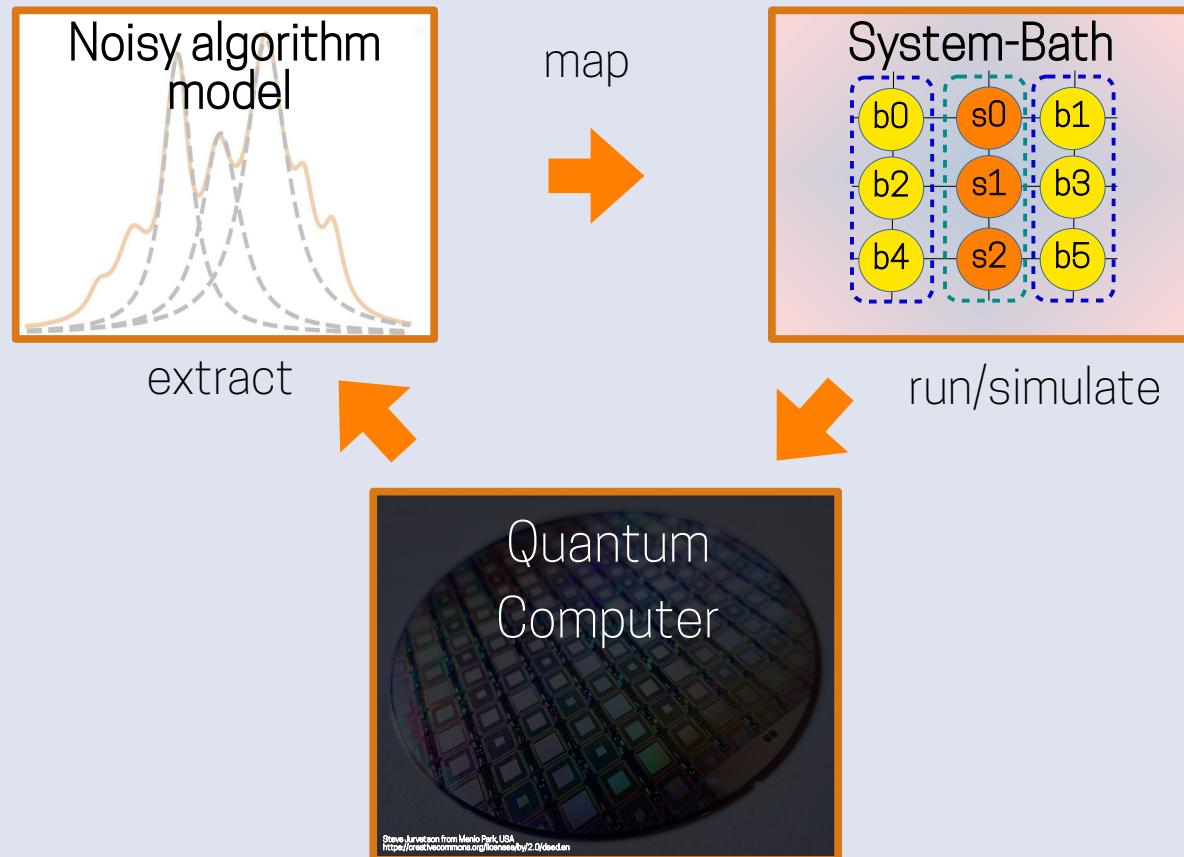 Noisy algorithm
model
map
System-Bath
b0 s0 b1
b2 s1 b3
b4 s2 b5
extract
run/simulate
Quantum
Computer
Steve Jurvetson from Menlo Park, USA
https://creativecommons.org/licenses/by/2.0/deed.en